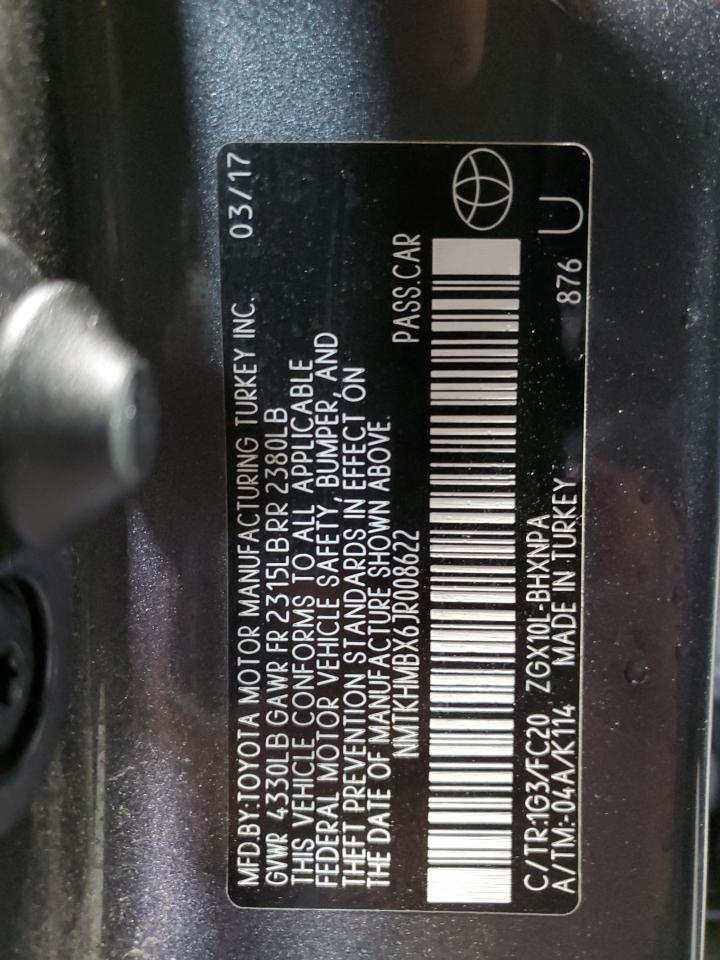 MFD.BY:TOYOTA MOTOR MANUFACTURING TURKEY INC. 03/17
GVWR 4330LB GAWR FR 2315LB RR 2380LB
THIS VEHICLE CONFORMS TO ALL APPLICABLE
FEDERAL MOTOR VEHICLE SAFETY, BUMPER, AND
THEFT PREVENTION STANDARDS IN EFFECT ON
THE DATE OF MANUFACTURE SHOWN ABOVE.
NMTKHMBX6JR008622 PASS.CAR
C/TR:1G3/FC20 ZGX10L-BHXNPA
A/TM:-04A/K114 MADE IN TURKEY 876 U